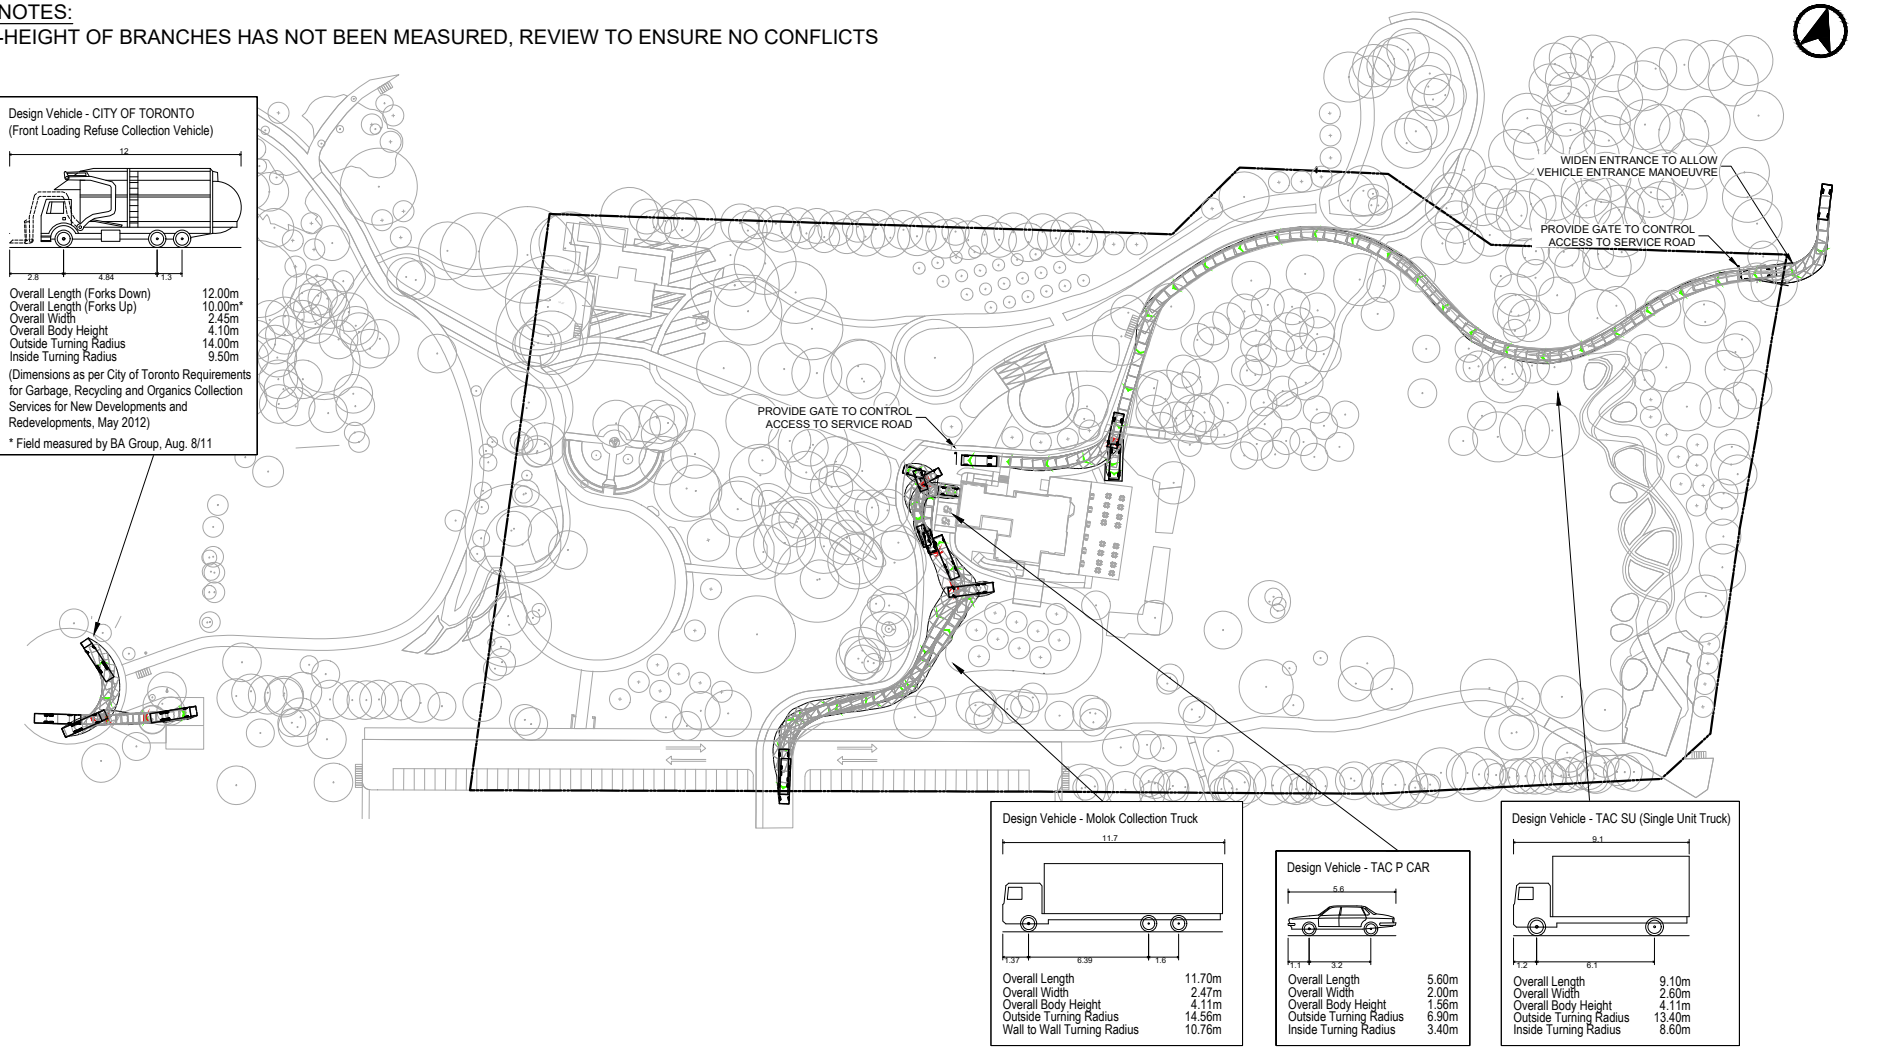 NOTES:
-HEIGHT OF BRANCHES HAS NOT BEEN MEASURED, REVIEW TO ENSURE NO CONFLICTS
Design Vehicle - CITY OF TORONTO
(Front Loading Refuse Collection Vehicle)
12
2.8 4.84 1.3
Overall Length (Forks Down) 12.00m
Overall Length (Forks Up) 10.00m*
Overall Width 2.45m
Overall Body Height 4.10m
Outside Turning Radius 14.00m
Inside Turning Radius 9.50m
(Dimensions as per City of Toronto Requirements
for Garbage, Recycling and Organics Collection
Services for New Developments and
Redevelopments, May 2012)
* Field measured by BA Group, Aug. 8/11
WIDEN ENTRANCE TO ALLOW
VEHICLE ENTRANCE MANOEUVRE
PROVIDE GATE TO CONTROL
ACCESS TO SERVICE ROAD
PROVIDE GATE TO CONTROL
ACCESS TO SERVICE ROAD
Design Vehicle - Molok Collection Truck
11.7
1.37 6.39 1.6
Overall Length 11.70m
Overall Width 2.47m
Overall Body Height 4.11m
Outside Turning Radius 14.56m
Wall to Wall Turning Radius 10.76m
Design Vehicle - TAC P CAR
5.6
1.1 3.2
Overall Length 5.60m
Overall Width 2.00m
Overall Body Height 1.56m
Outside Turning Radius 6.90m
Inside Turning Radius 3.40m
Design Vehicle - TAC SU (Single Unit Truck)
9.1
1.2 6.1
Overall Length 9.10m
Overall Width 2.60m
Overall Body Height 4.11m
Outside Turning Radius 13.40m
Inside Turning Radius 8.60m